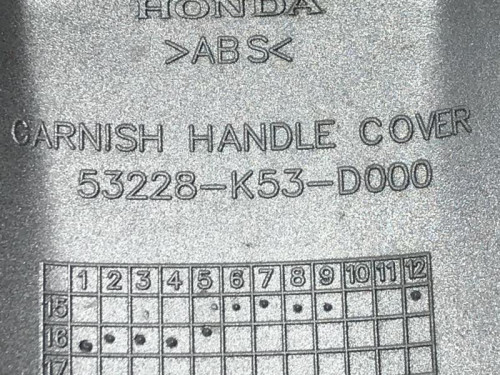 HONDA
>ABS<
GARNISH HANDLE COVER
53228-K53-D000
1 2 3 4 5 6 7 8 9 10 11 12
15
16
17